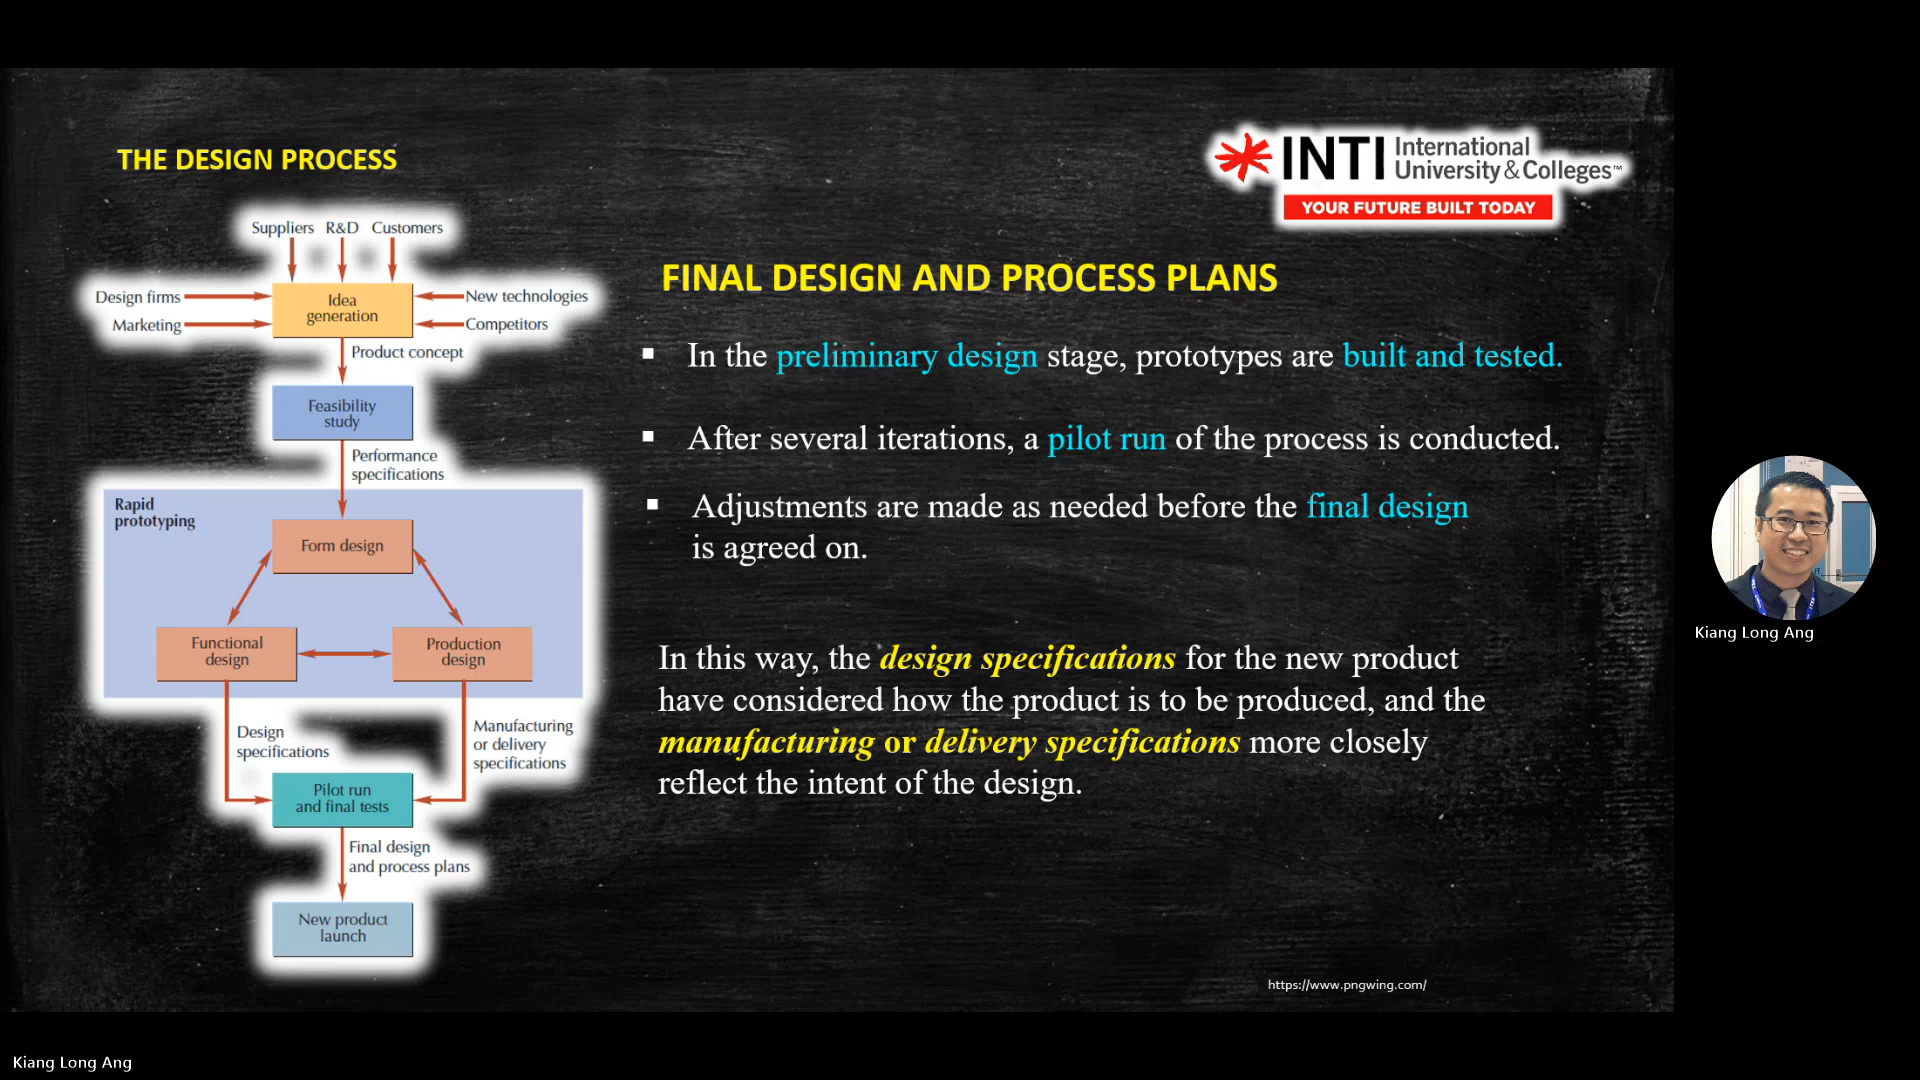 THE DESIGN PROCESS
INTI International
University & Colleges™
YOUR FUTURE BUILT TODAY
Suppliers R&D Customers
Design firms
Marketing
Idea
generation
New technologies
Competitors
Product concept
Feasibility
study
Performance
specifications
Rapid
prototyping
Form design
Functional
design
Production
design
Design
specifications
Manufacturing
or delivery
specifications
Pilot run
and final tests
Final design
and process plans
New product
launch
FINAL DESIGN AND PROCESS PLANS
▪ In the preliminary design stage, prototypes are built and tested.
▪ After several iterations, a pilot run of the process is conducted.
▪ Adjustments are made as needed before the final design
is agreed on.
In this way, the design specifications for the new product
have considered how the product is to be produced, and the
manufacturing or delivery specifications more closely
reflect the intent of the design.
https://www.pngwing.com/
Kiang Long Ang
Kiang Long Ang